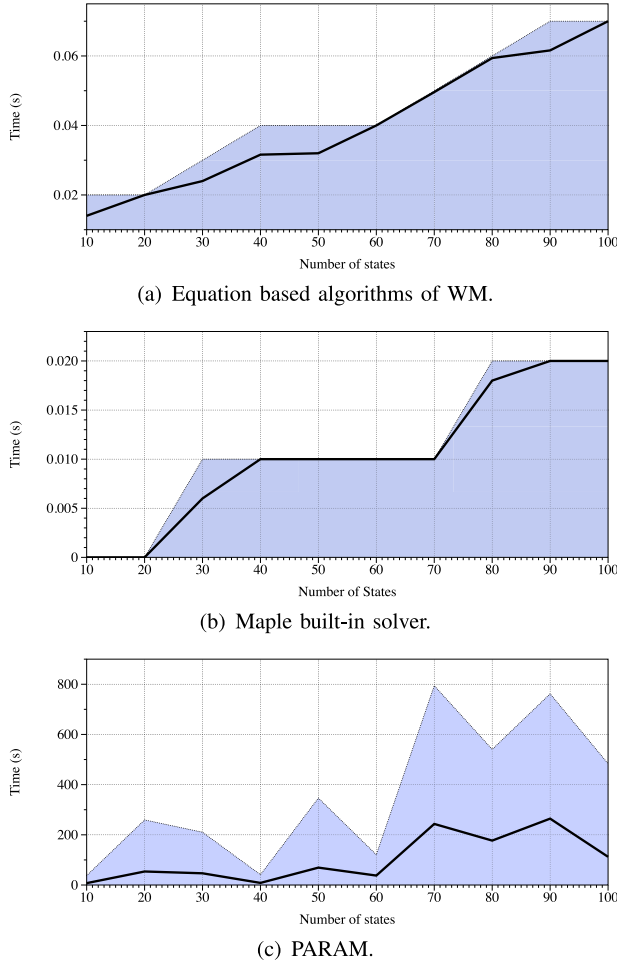 Time (s)
0.06
0.04
0.02
10 20 30 40 50 60 70 80 90 100
Number of states
(a) Equation based algorithms of WM.
Time (s)
0.020
0.015
0.010
0.005
0
10 20 30 40 50 60 70 80 90 100
Number of States
(b) Maple built-in solver.
Time (s)
800
600
400
200
0
10 20 30 40 50 60 70 80 90 100
Number of states
(c) PARAM.